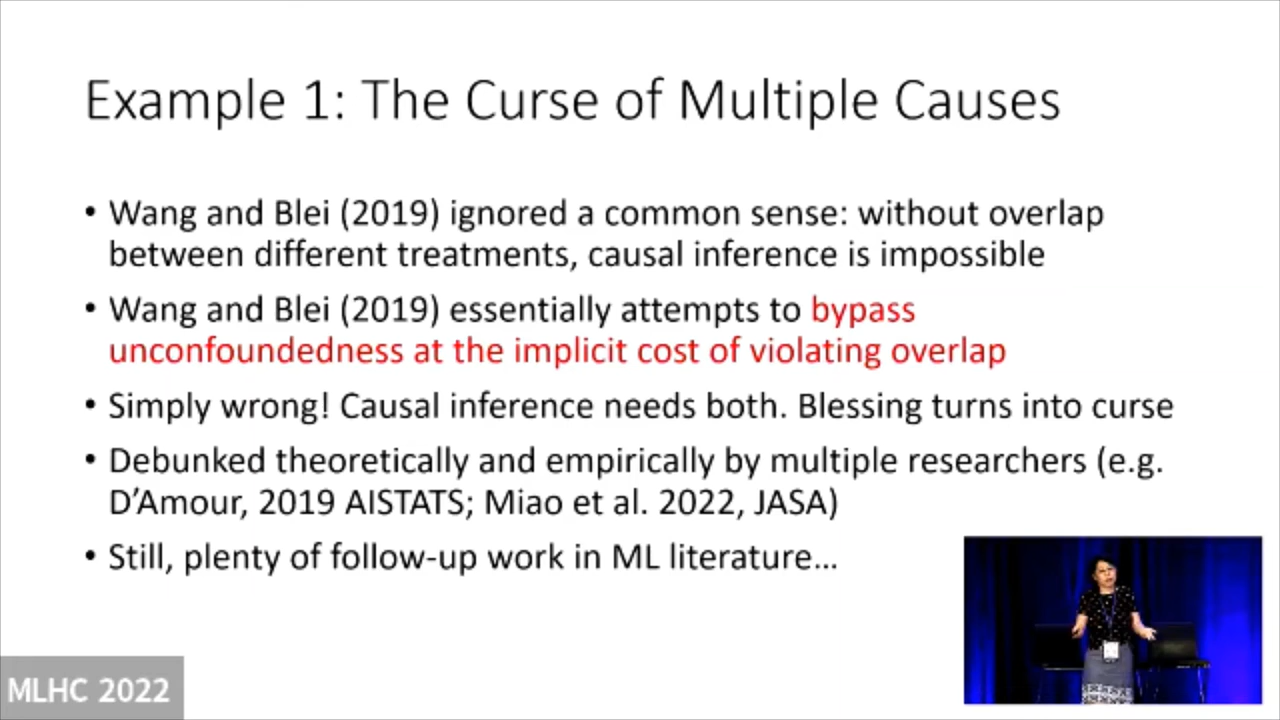 Example 1: The Curse of Multiple Causes
• Wang and Blei (2019) ignored a common sense: without overlap
between different treatments, causal inference is impossible
• Wang and Blei (2019) essentially attempts to bypass
unconfoundedness at the implicit cost of violating overlap
• Simply wrong! Causal inference needs both. Blessing turns into curse
• Debunked theoretically and empirically by multiple researchers (e.g.
D’Amour, 2019 AISTATS; Miao et al. 2022, JASA)
• Still, plenty of follow-up work in ML literature…
MLHC 2022